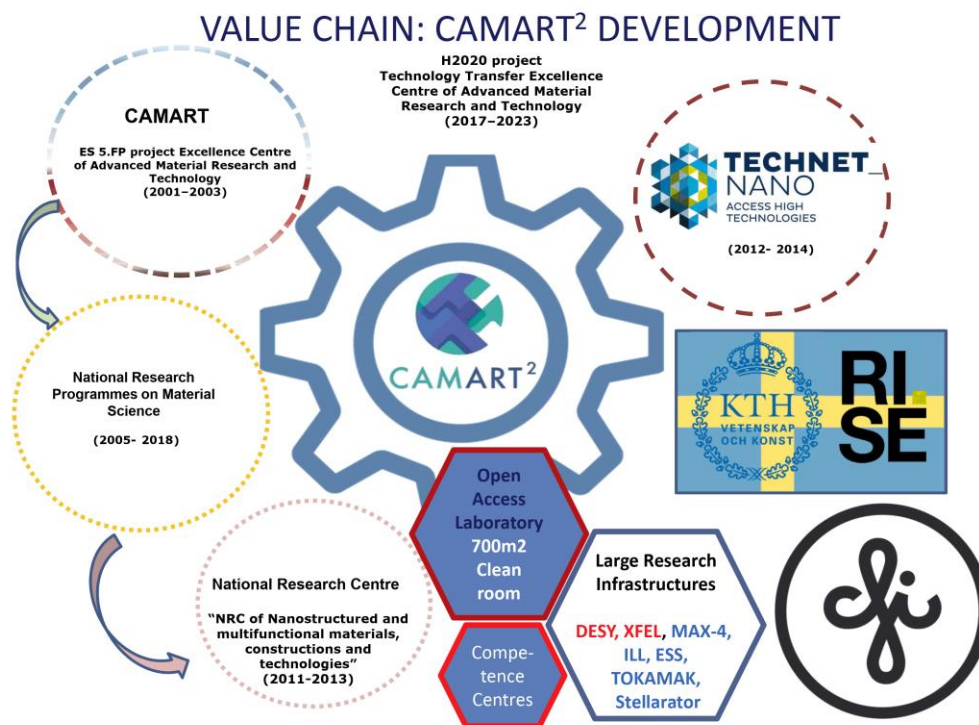 VALUE CHAIN: CAMART² DEVELOPMENT
H2020 project
Technology Transfer Excellence
Centre of Advanced Material
Research and Technology
(2017–2023)
CAMART
ES 5.FP project Excellence Centre
of Advanced Material Research and
Technology
(2001–2003)
TECHNET_
NANO
ACCESS HIGH
TECHNOLOGIES
(2012- 2014)
CAMART²
National Research
Programmes on Material
Science
(2005- 2018)
KTH
VETENSKAP
OCH KONST
RI.
SE
Open
Access
Laboratory
700m2
Clean
room
National Research Centre
“NRC of Nanostructured and
multifunctional materials,
constructions and
technologies”
(2011-2013)
Large Research
Infrastructures
DESY, XFEL, MAX-4,
ILL, ESS,
TOKAMAK,
Stellarator
Compe-
tence
Centres